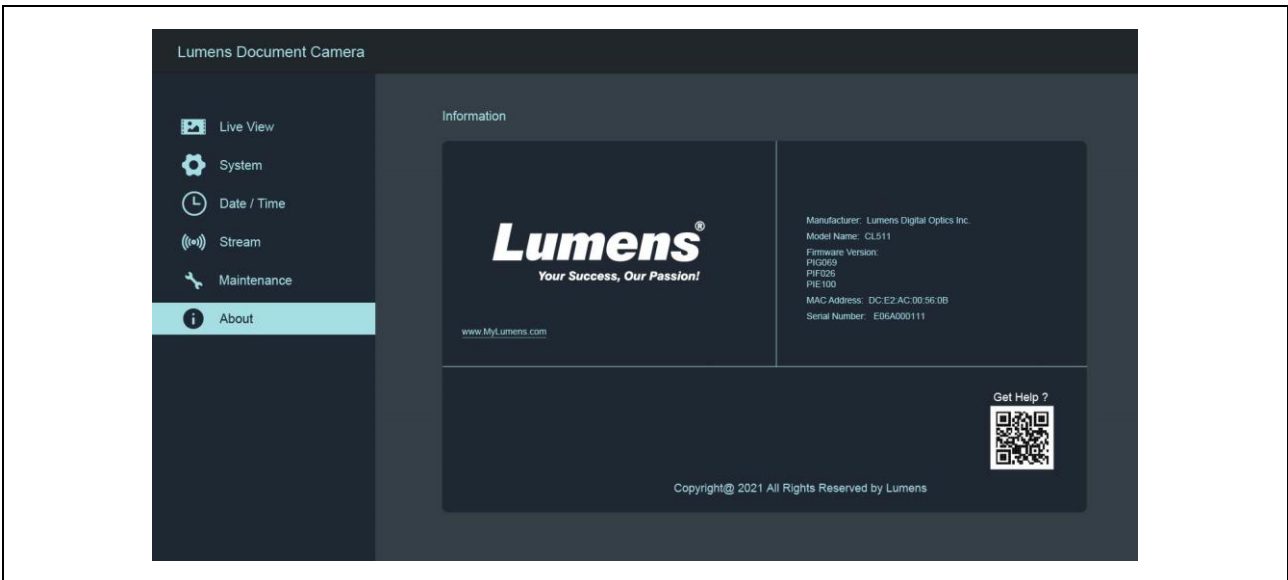 Lumens Document Camera
Live View
System
Date / Time
Stream
Maintenance
About
Information
Lumens®
Your Success, Our Passion!
www.MyLumens.com
Manufacturer: Lumens Digital Optics Inc.
Model Name: CL511
Firmware Version:
PIG069
PIF026
PIE100
MAC Address: DC:E2:AC:00:56:0B
Serial Number: E06A000111
Get Help ?
Copyright@ 2021 All Rights Reserved by Lumens